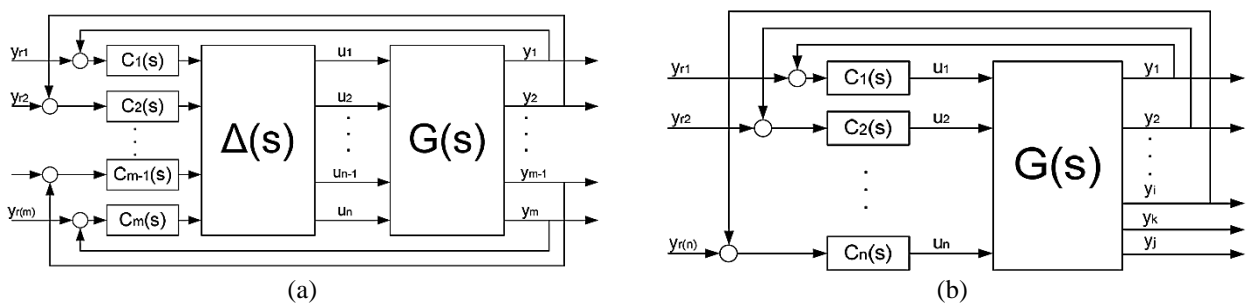 yr1 C1(s) u1 y1
yr2 C2(s) u2 y2
Δ(s) G(s)
Cm-1(s) un-1 ym-1
yr(m) Cm(s) un ym
(a)
yr1 C1(s) u1 y1
yr2 C2(s) u2 y2
G(s)
yi
yk
yr(n) Cn(s) un yj
(b)